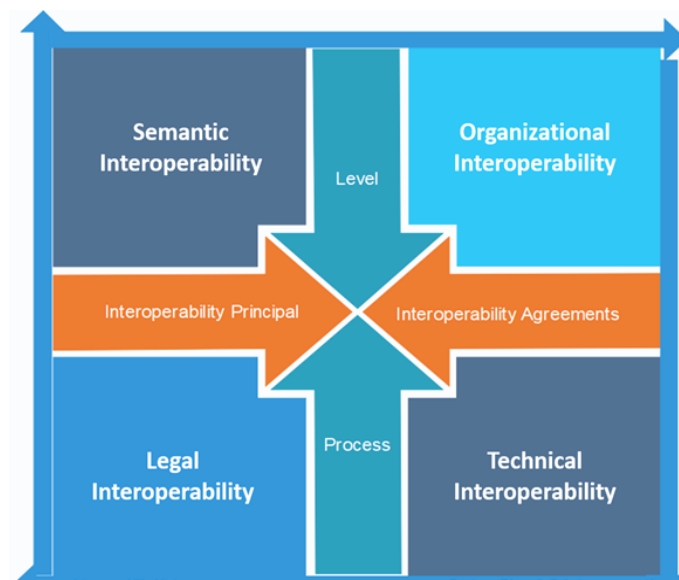 Semantic
Interoperability
Organizational
Interoperability
Level
Interoperability Principal
Interoperability Agreements
Process
Legal
Interoperability
Technical
Interoperability